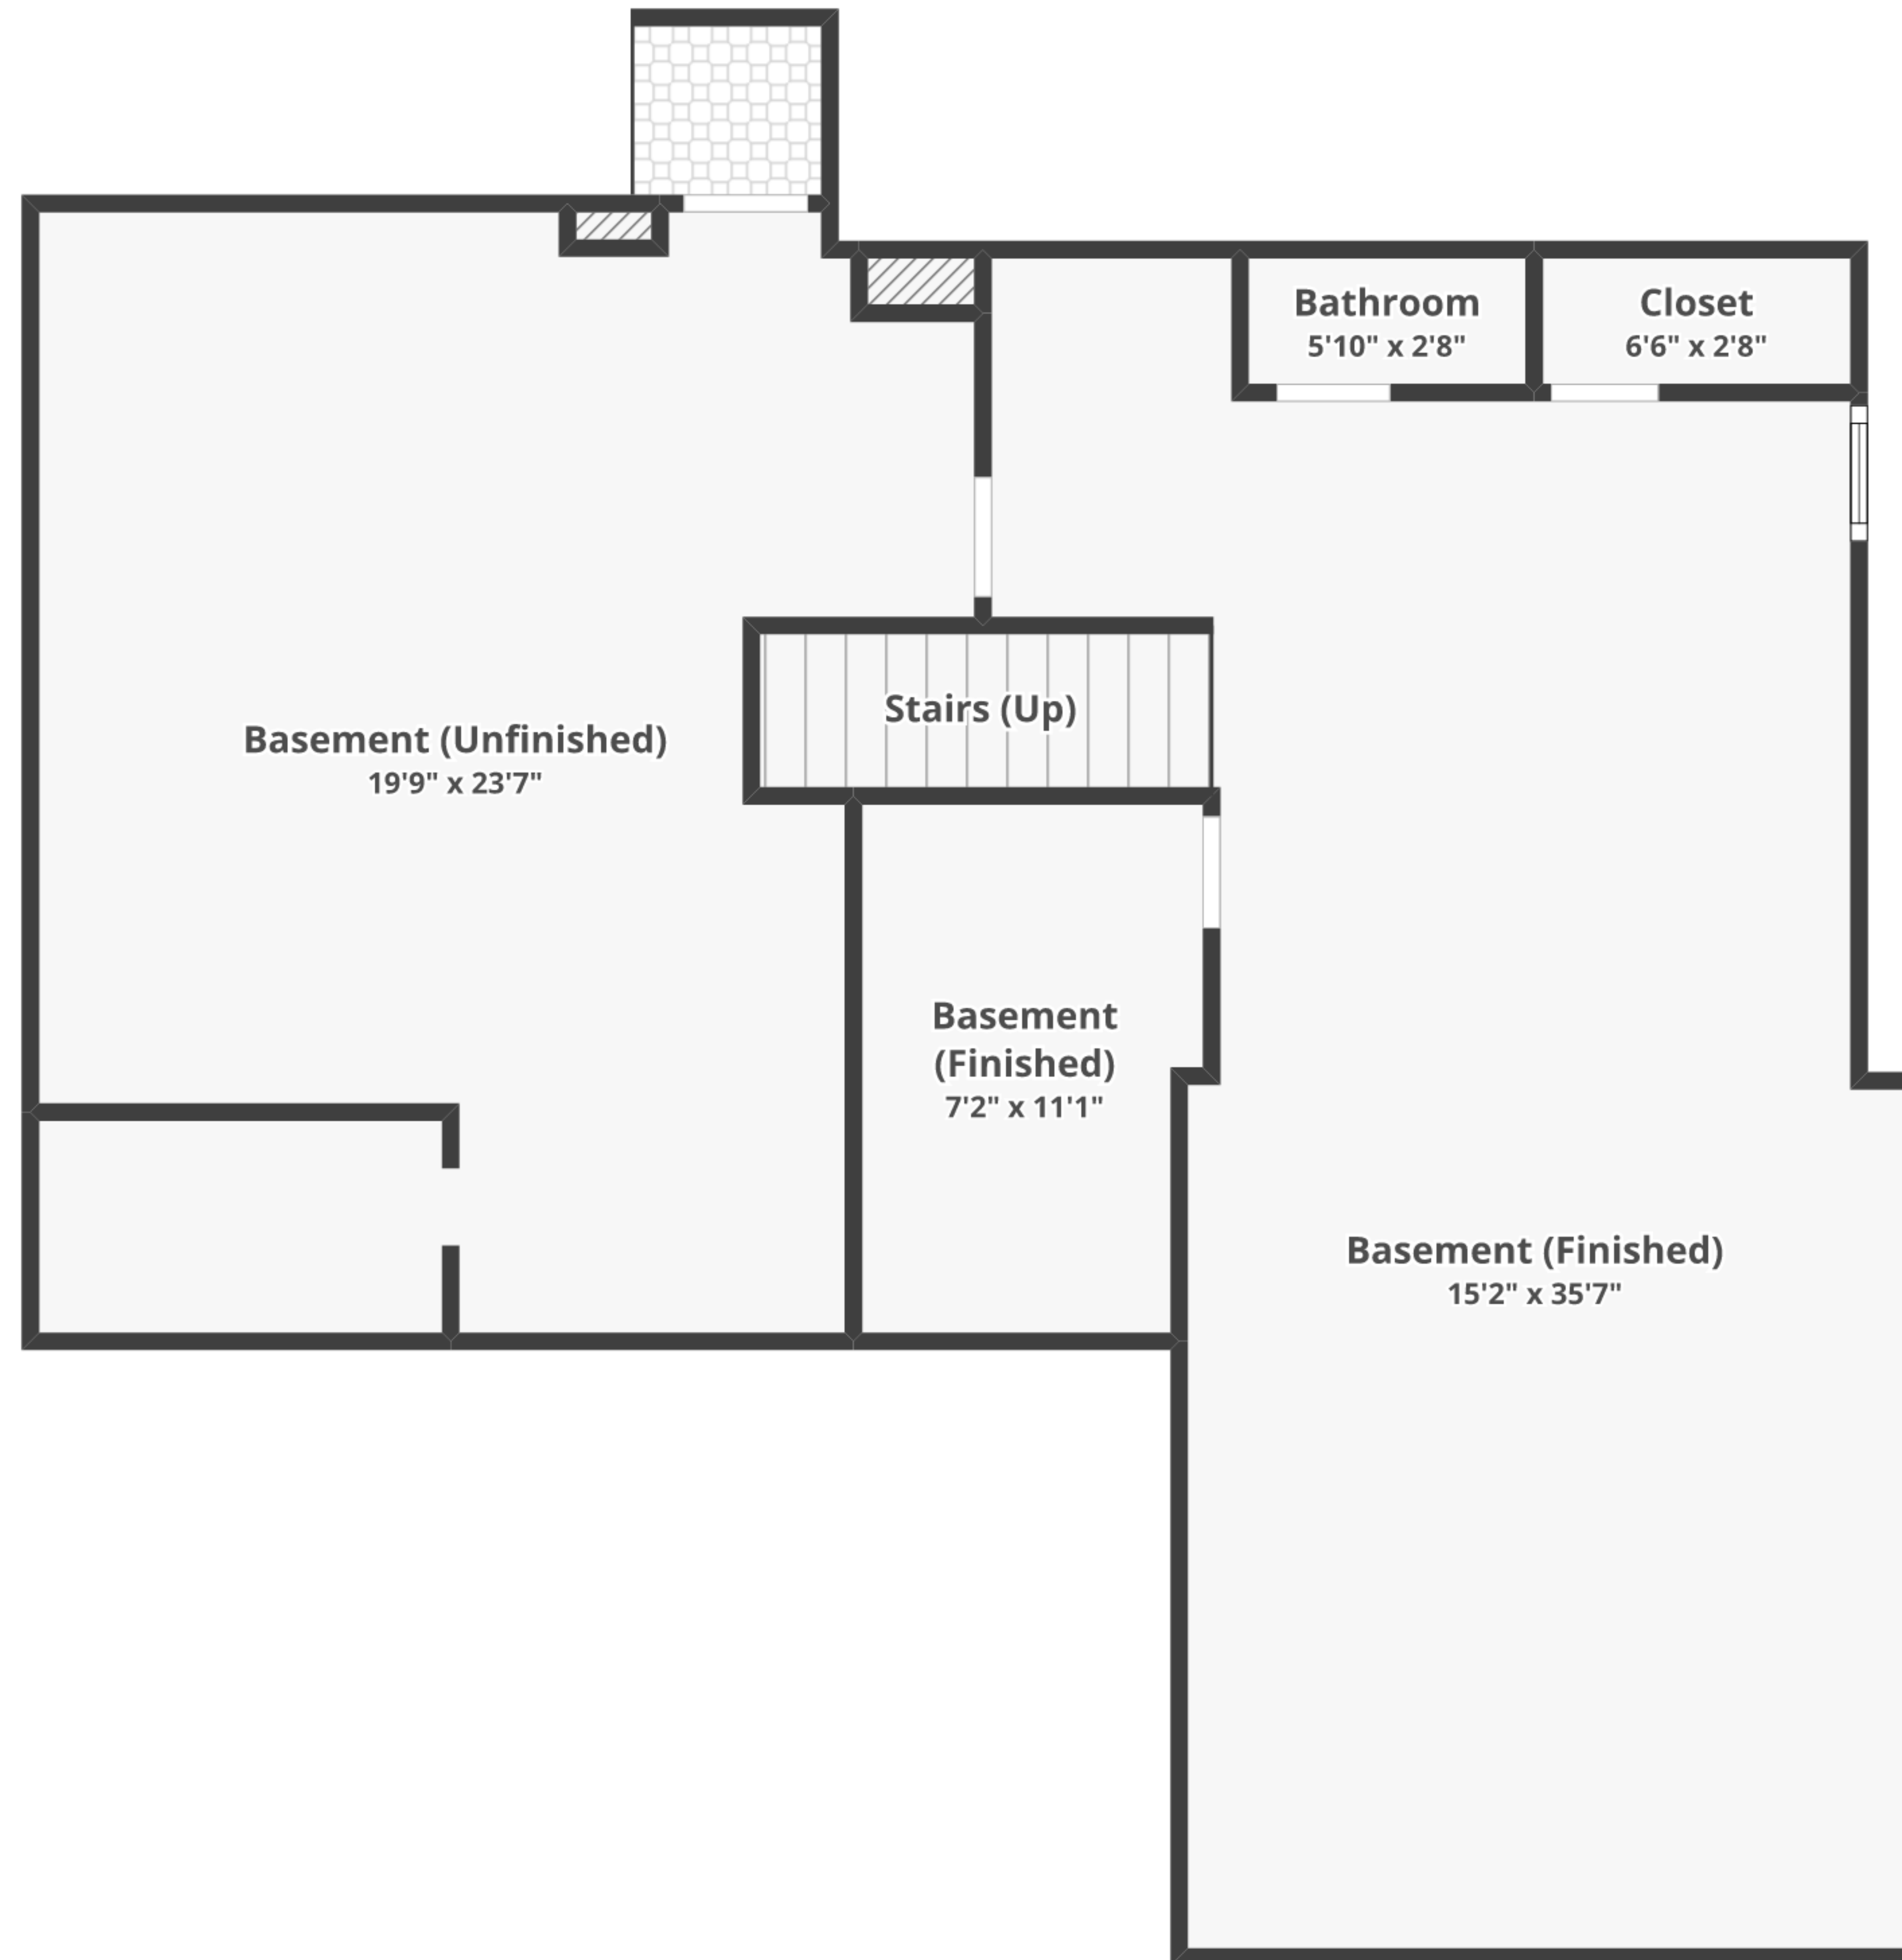 Bathroom
5'10" x 2'8"
Closet
6'6" x 2'8"
Stairs (Up)
Basement (Unfinished)
19'9" x 23'7"
Basement
(Finished)
7'2" x 11'1"
Basement (Finished)
15'2" x 35'7"